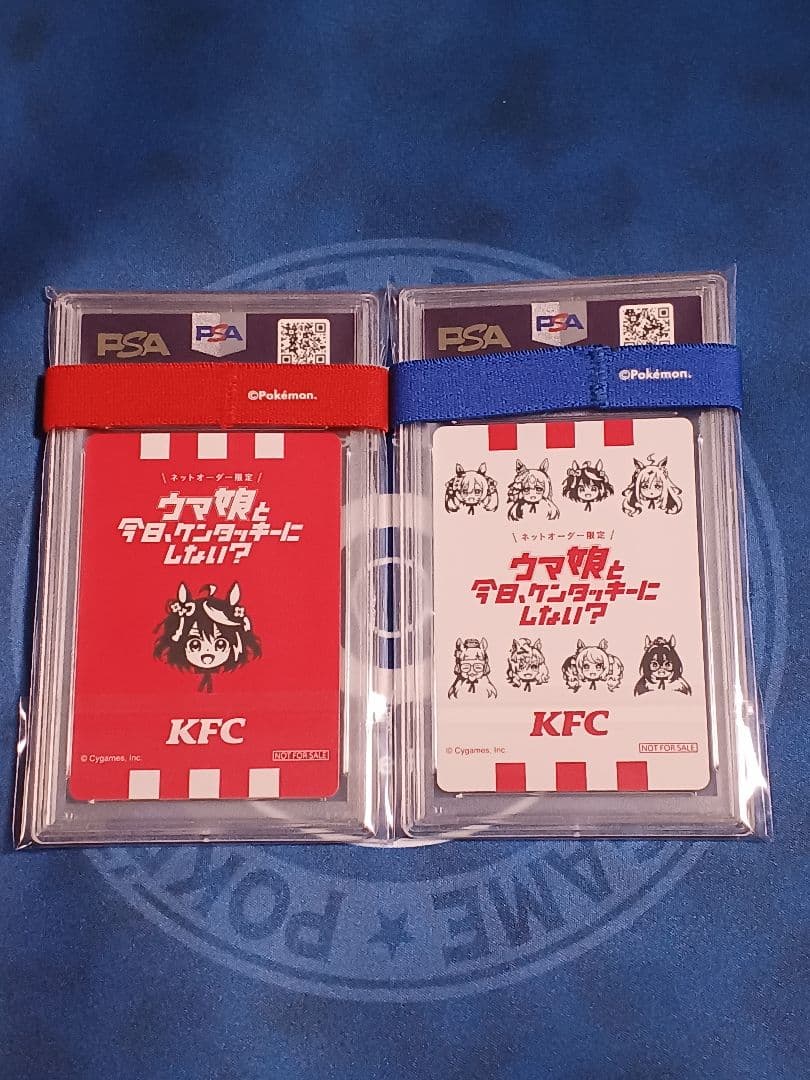 PSA
PSA
©Pokémon.
ネットオーダー限定
ウマ娘と
今日、ケンタッキーに
しない?
KFC
© Cygames, Inc.
NOT FOR SALE
PSA
PSA
©Pokémon.
ネットオーダー限定
ウマ娘と
今日、ケンタッキーに
しない?
KFC
© Cygames, Inc.
NOT FOR SALE
POK
GAME